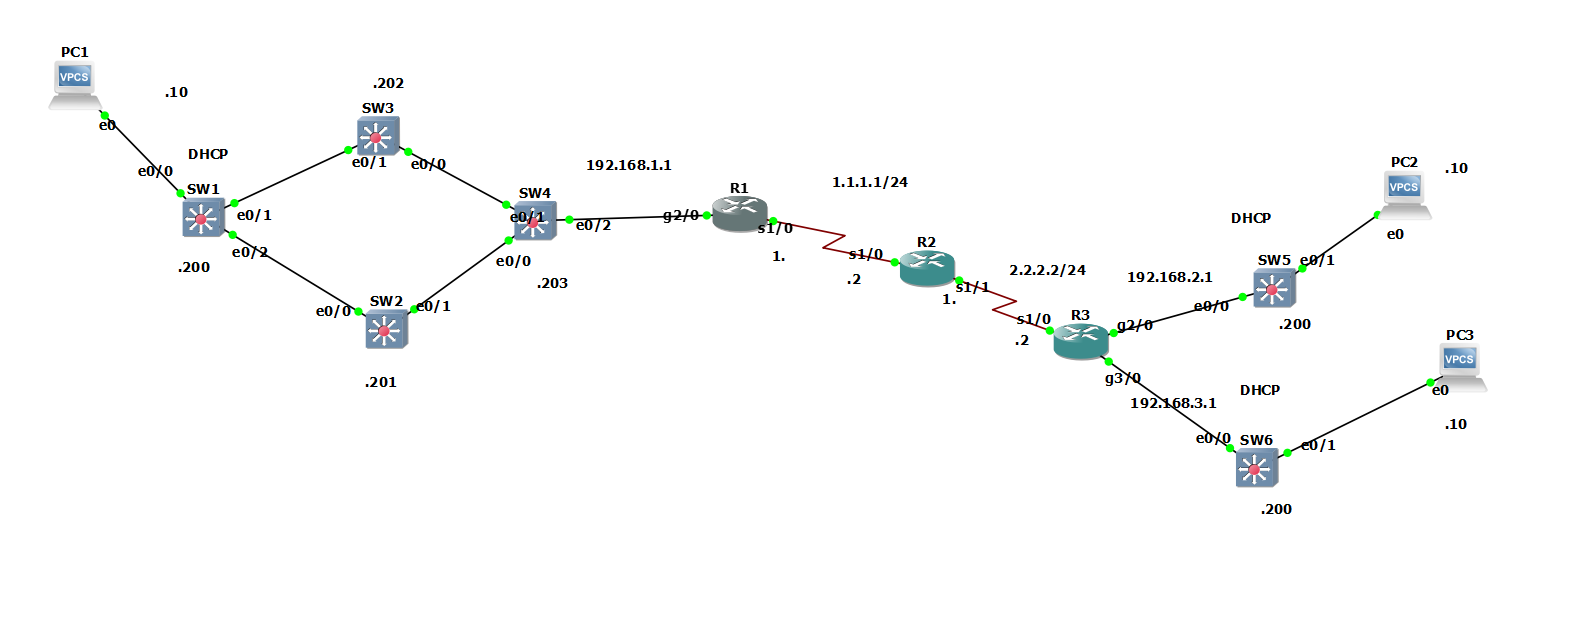 PC1
VPCS
e0
.10
DHCP
e0/0
SW1
e0/1
e0/2
.200
.202
SW3
e0/1
e0/0
SW2
e0/0
e0/1
.201
SW4
e0/1
e0/2
e0/0
.203
192.168.1.1
R1
g2/0
s1/0
1.
1.1.1.1/24
R2
s1/0
.2
s1/1
1.
2.2.2.2/24
R3
s1/0
.2
g2/0
g3/0
192.168.2.1
DHCP
SW5
e0/0
e0/1
.200
PC2
VPCS
.10
e0
192.168.3.1
DHCP
SW6
e0/0
e0/1
.200
PC3
VPCS
e0
.10